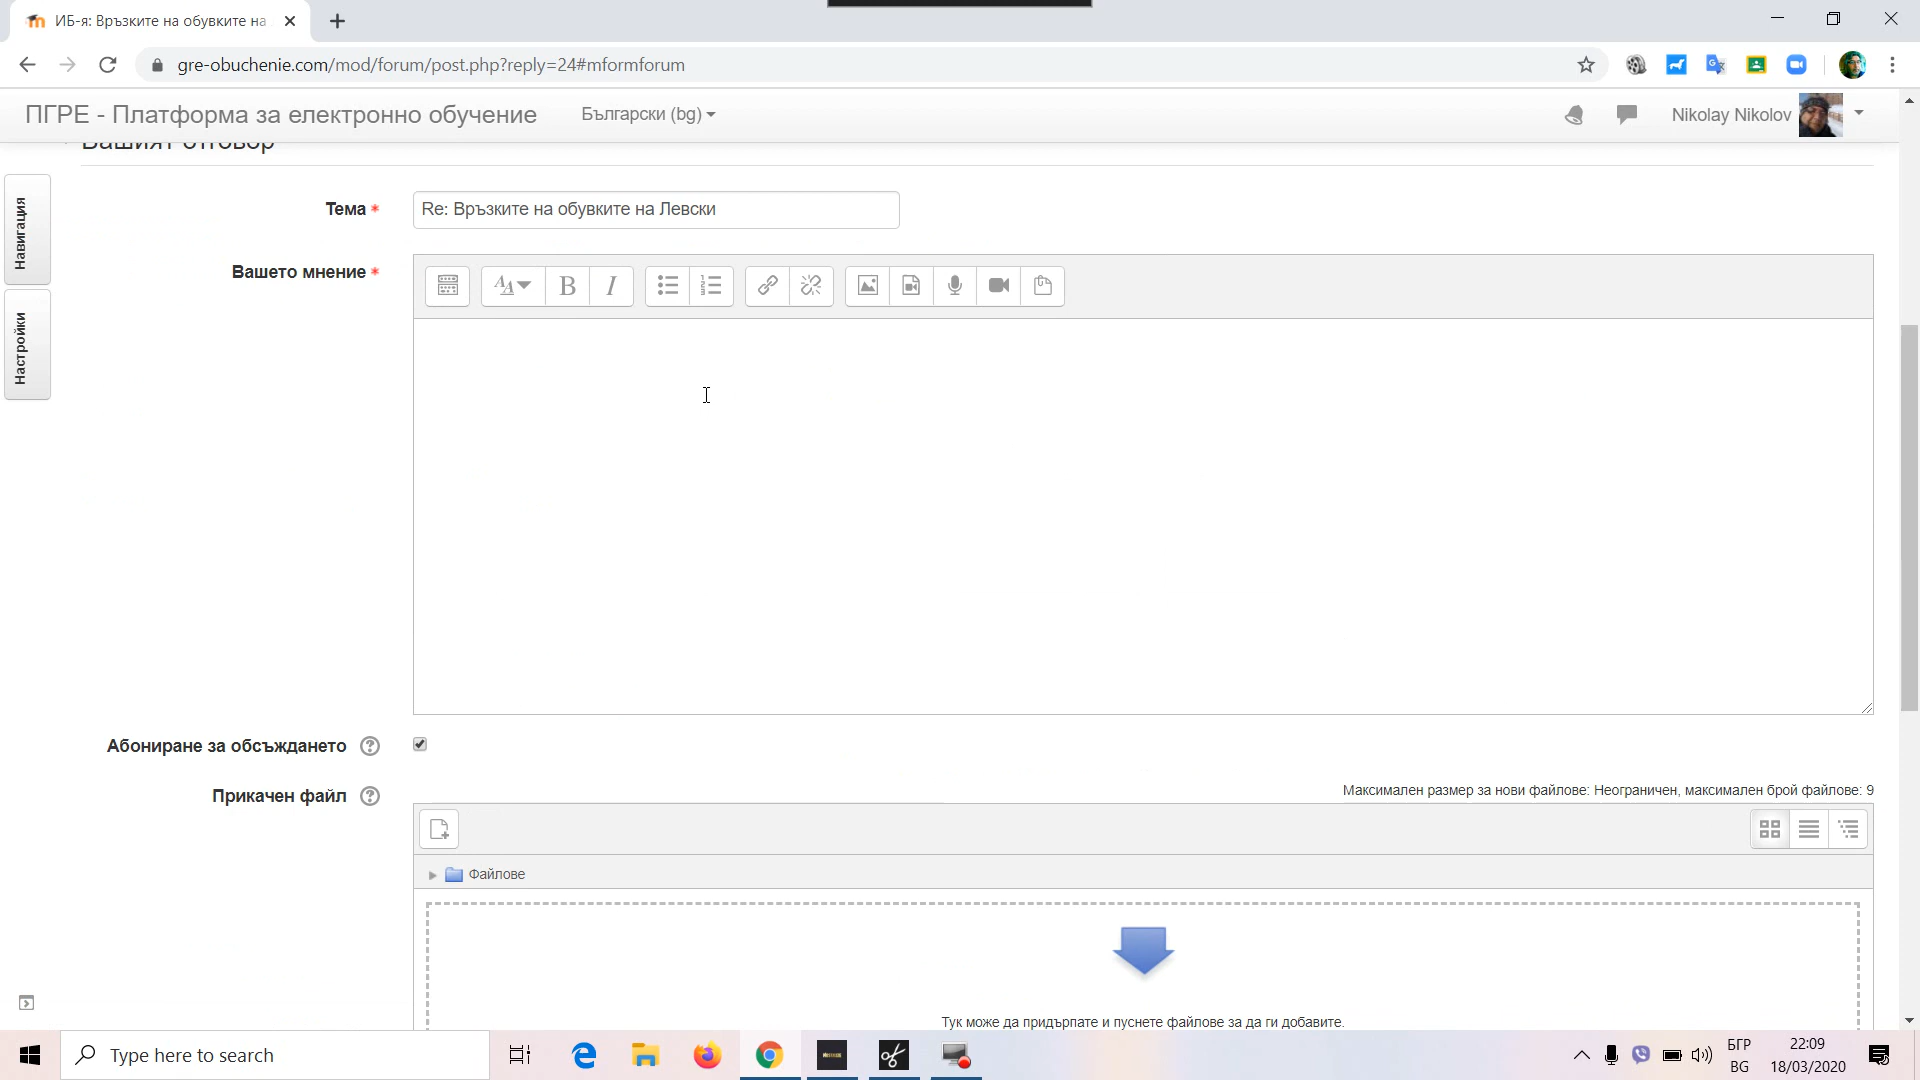 ИБ-я: Връзките на обувките на
gre-obuchenie.com/mod/forum/post.php?reply=24#mformforum
ПГРЕ - Платформа за електронно обучение
Български (bg)
Nikolay Nikolov
Вашият отговор
Навигация
Настройки
Тема *
Re: Връзките на обувките на Левски
Вашето мнение *
Абониране за обсъждането
Прикачен файл
Максимален размер за нови файлове: Неограничен, максимален брой файлове: 9
Файлове
Тук може да придърпате и пуснете файлове за да ги добавите.
Type here to search
БГР
BG
22:09
18/03/2020